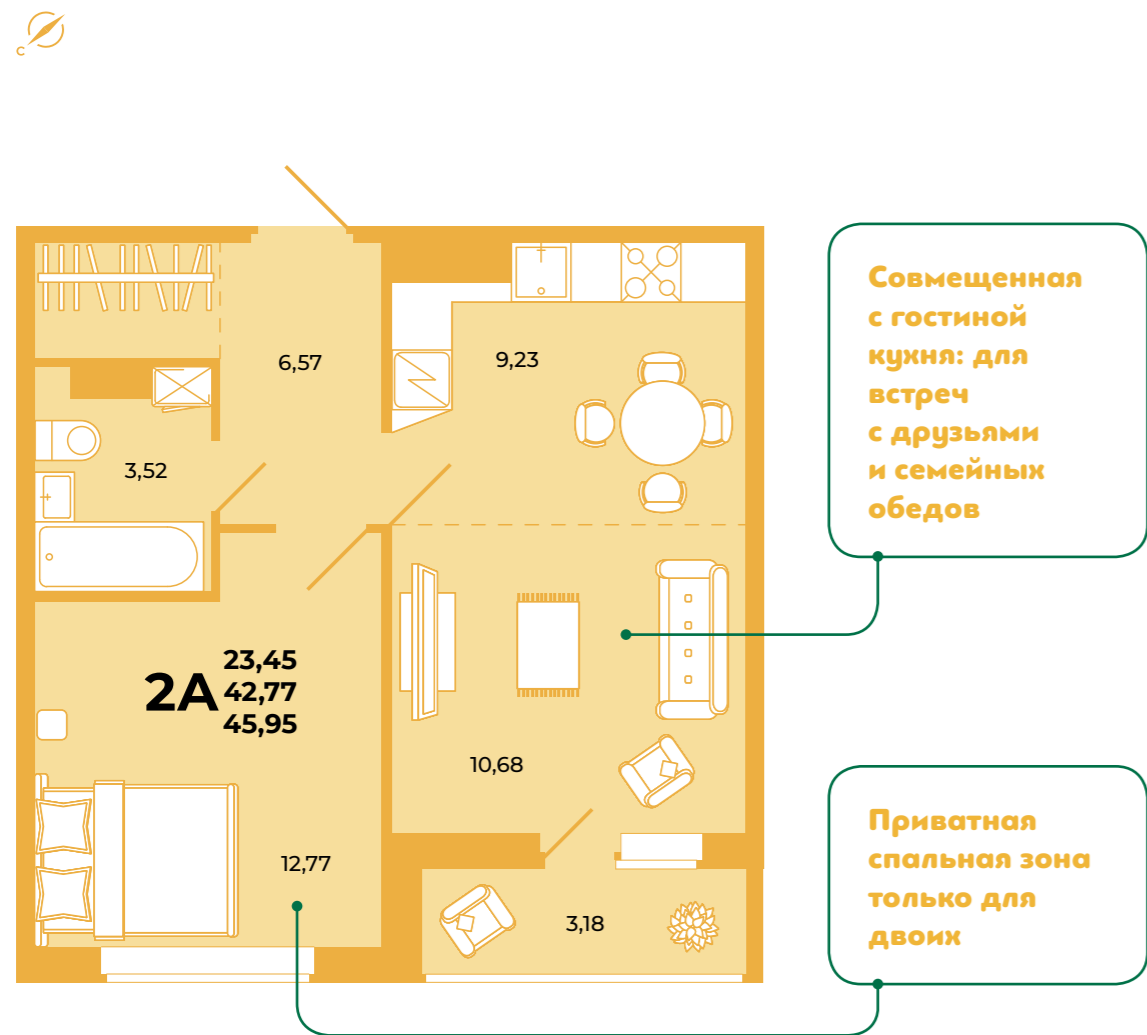 с
Совмещенная
с гостиной
кухня: для
встреч
с друзьями
и семейных
обедов
6,57
9,23
3,52
2А
23,45
42,77
45,95
10,68
12,77
3,18
Приватная
спальная зона
только для
двоих